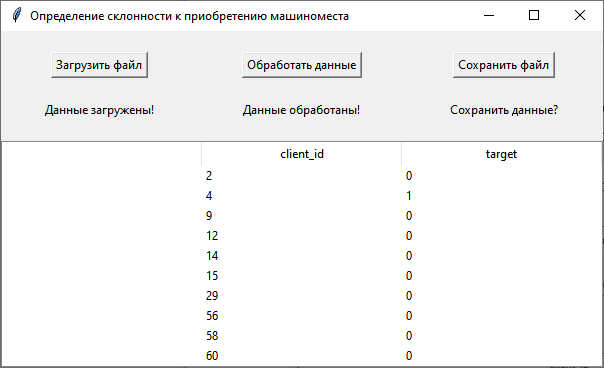 Определение склонности к приобретению машиноместа
Загрузить файл Обработать данные Сохранить файл
Данные загружены! Данные обработаны! Сохранить данные?
client_id target
2 0
4 1
9 0
12 0
14 0
15 0
29 0
56 0
58 0
60 0